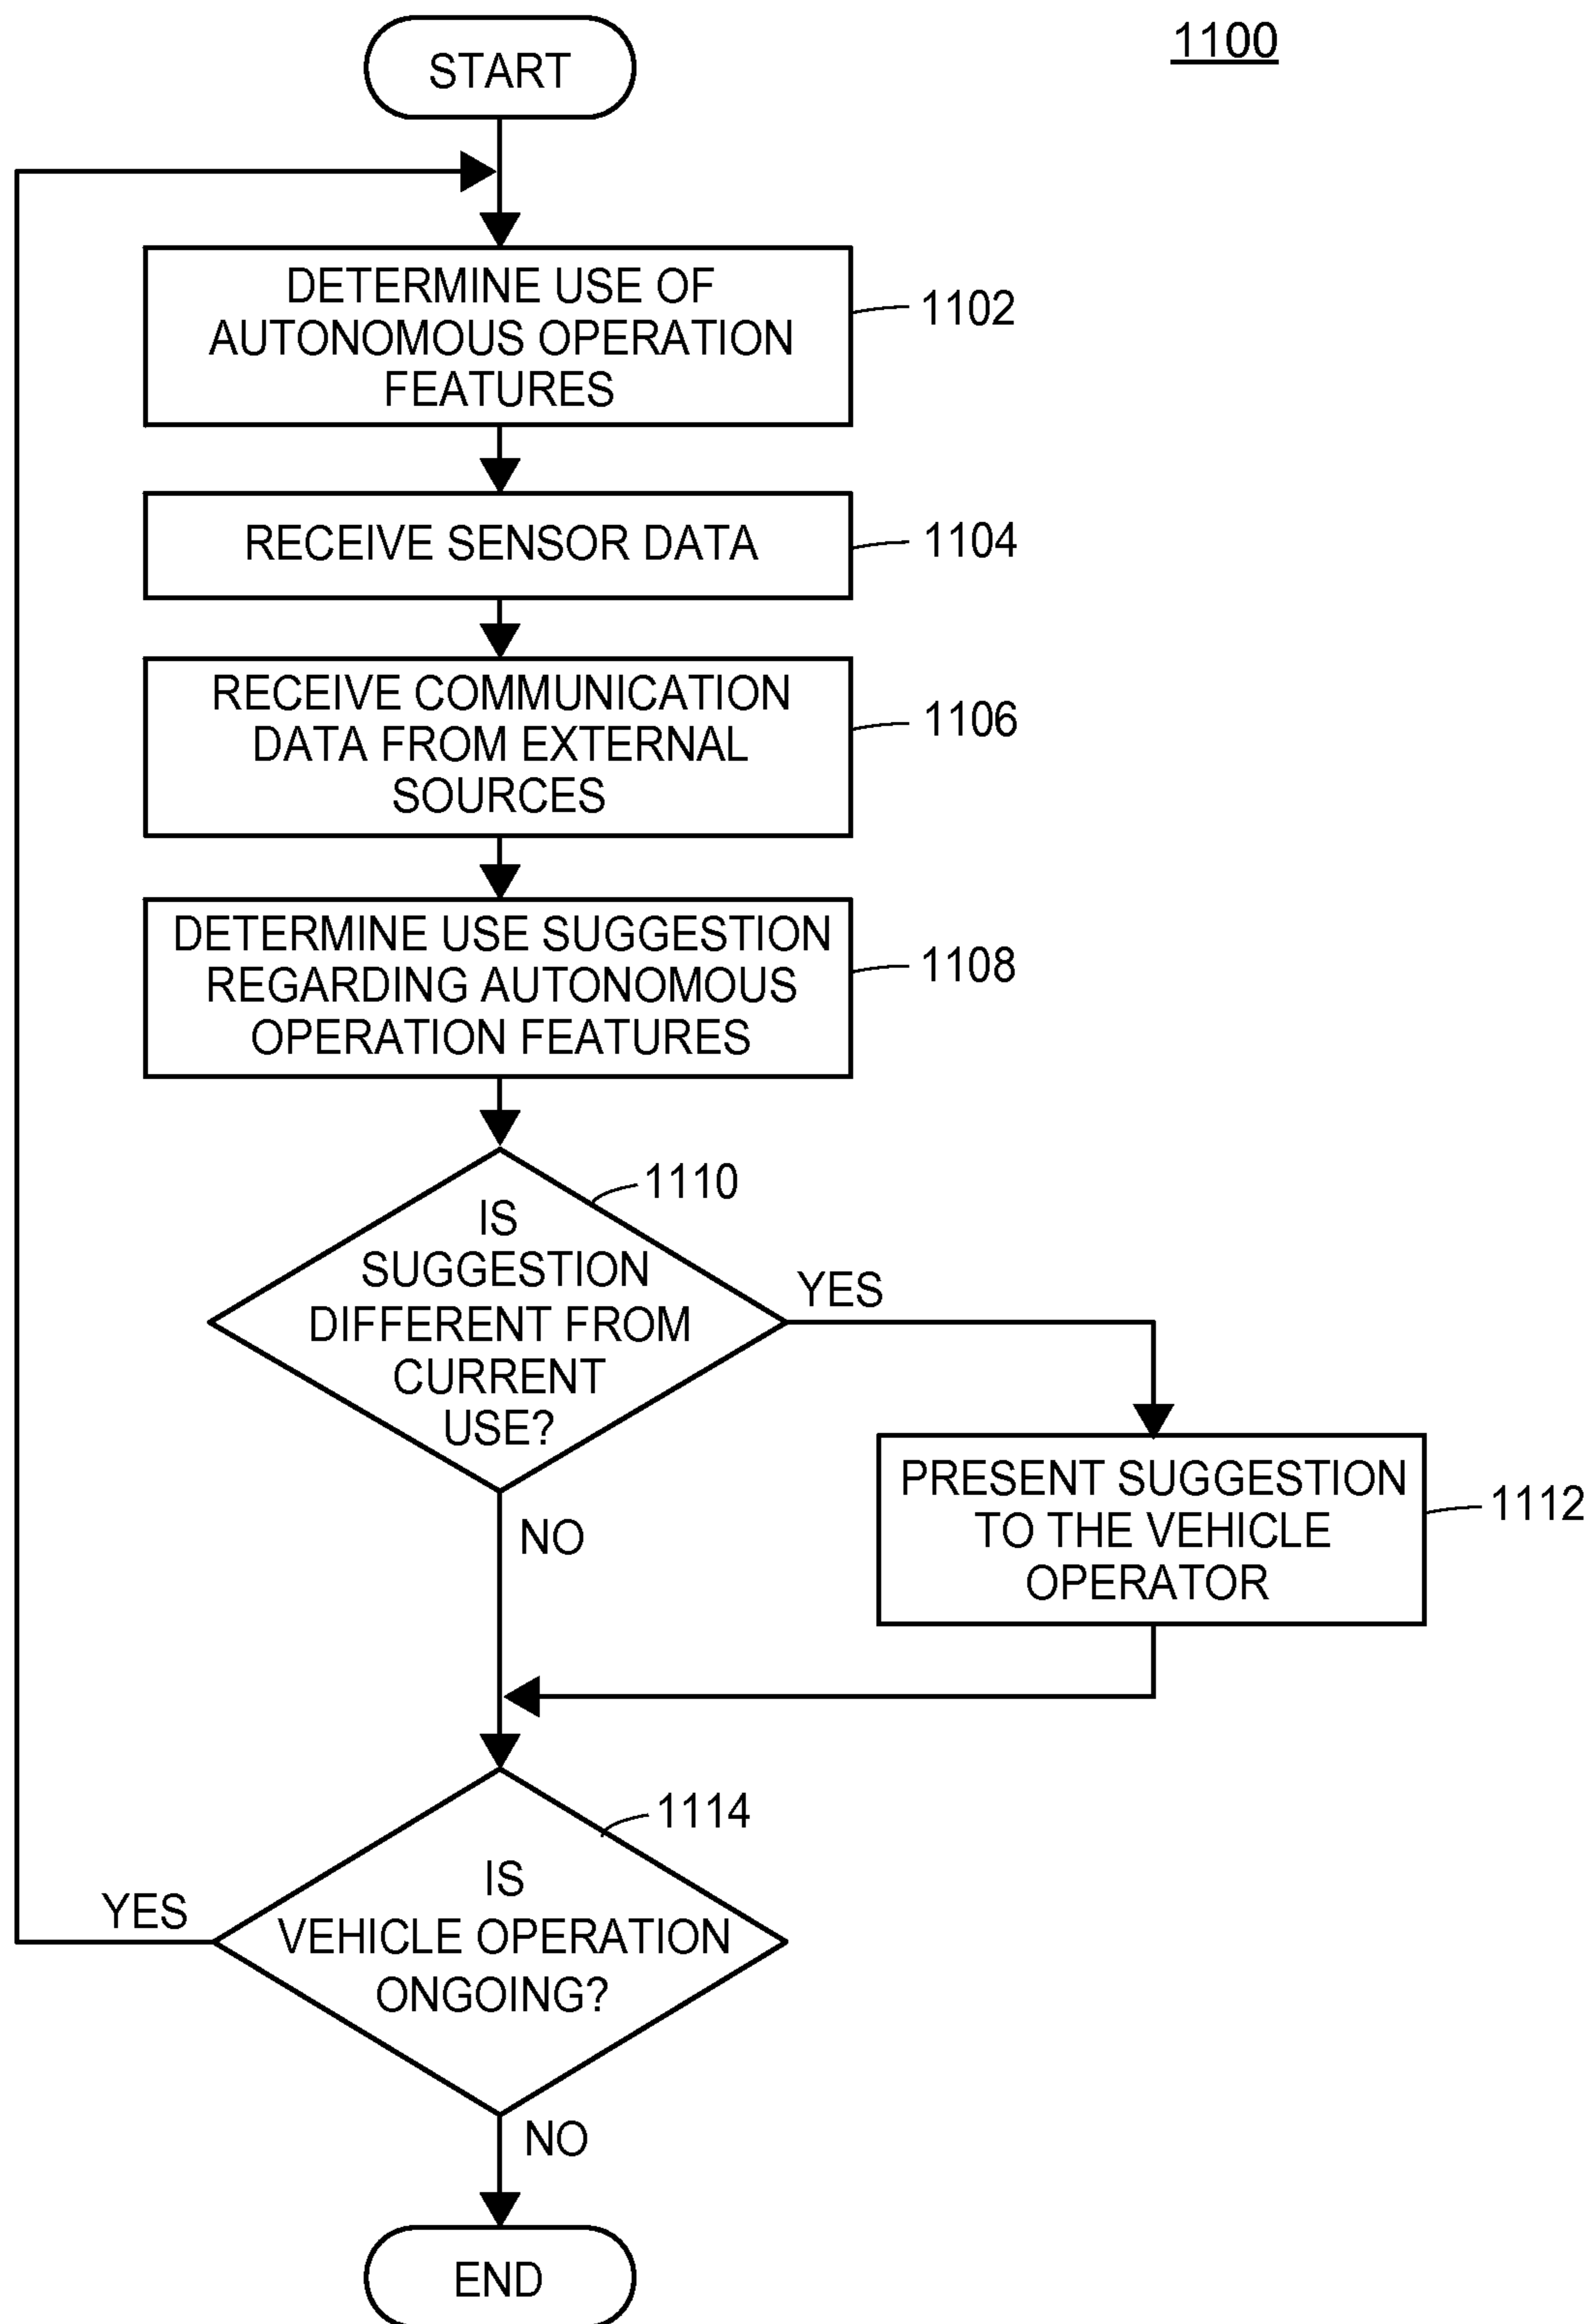 1100
START
DETERMINE USE OF
AUTONOMOUS OPERATION
FEATURES
1102
RECEIVE SENSOR DATA
1104
RECEIVE COMMUNICATION
DATA FROM EXTERNAL
SOURCES
1106
DETERMINE USE SUGGESTION
REGARDING AUTONOMOUS
OPERATION FEATURES
1108
1110
IS
SUGGESTION
DIFFERENT FROM
CURRENT
USE?
YES
NO
PRESENT SUGGESTION
TO THE VEHICLE
OPERATOR
1112
1114
IS
VEHICLE OPERATION
ONGOING?
YES
NO
END